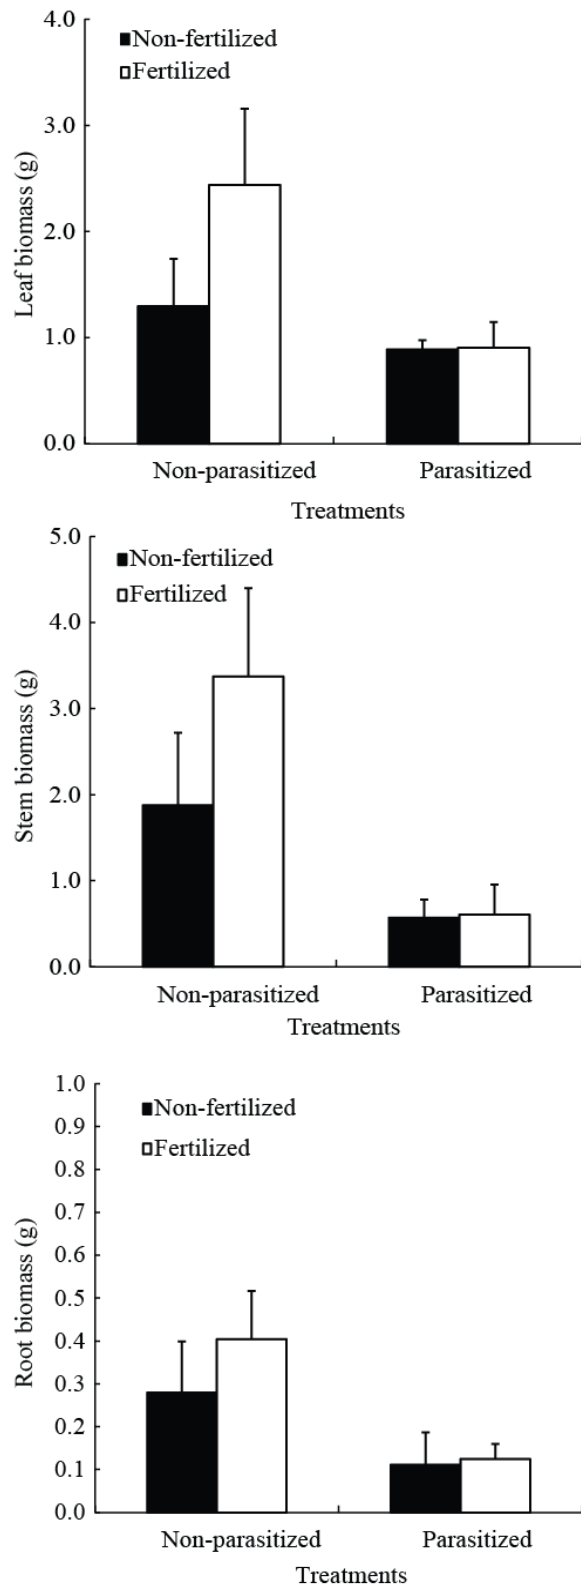 4.0
Non-fertilized
Fertilized
3.0
2.0
1.0
0.0
Leaf biomass (g)
Non-parasitized Parasitized
Treatments
5.0
Non-fertilized
Fertilized
4.0
3.0
2.0
1.0
0.0
Stem biomass (g)
Non-parasitized Parasitized
Treatments
1.0
Non-fertilized
0.9
Fertilized
0.8
0.7
0.6
0.5
0.4
0.3
0.2
0.1
0.0
Root biomass (g)
Non-parasitized Parasitized
Treatments